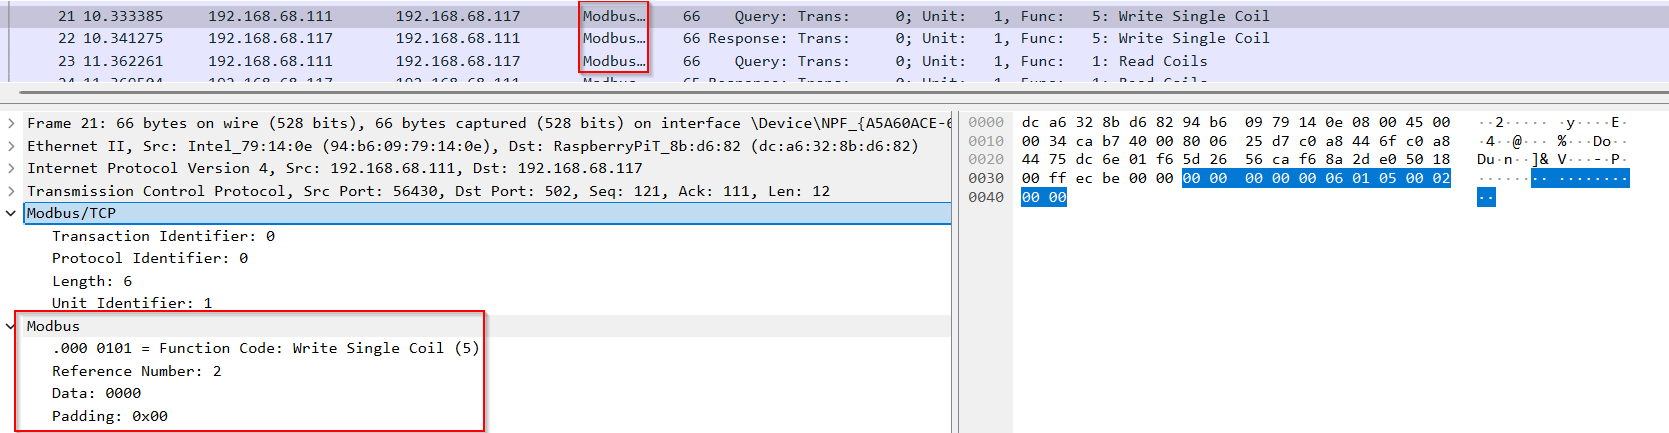 21 10.333385 192.168.68.111 192.168.68.117 Modbus… 66 Query: Trans: 0; Unit: 1, Func: 5: Write Single Coil
22 10.341275 192.168.68.117 192.168.68.111 Modbus… 66 Response: Trans: 0; Unit: 1, Func: 5: Write Single Coil
23 11.362261 192.168.68.111 192.168.68.117 Modbus… 66 Query: Trans: 0; Unit: 1, Func: 1: Read Coils
Frame 21: 66 bytes on wire (528 bits), 66 bytes captured (528 bits) on interface \Device\NPF_{A5A60ACE-
Ethernet II, Src: Intel_79:14:0e (94:b6:09:79:14:0e), Dst: RaspberryPiT_8b:d6:82 (dc:a6:32:8b:d6:82)
Internet Protocol Version 4, Src: 192.168.68.111, Dst: 192.168.68.117
Transmission Control Protocol, Src Port: 56430, Dst Port: 502, Seq: 121, Ack: 111, Len: 12
Modbus/TCP
Transaction Identifier: 0
Protocol Identifier: 0
Length: 6
Unit Identifier: 1
Modbus
.000 0101 = Function Code: Write Single Coil (5)
Reference Number: 2
Data: 0000
Padding: 0x00
0000 dc a6 32 8b d6 82 94 b6 09 79 14 0e 08 00 45 00 ··2····· ·y····E·
0010 00 34 ca b7 40 00 80 06 25 d7 c0 a8 44 6f c0 a8 ·4··@··· %···Do··
0020 44 75 dc 6e 01 f6 5d 26 56 ca f6 8a 2d e0 50 18 Du·n··]& V···-·P·
0030 00 ff ec be 00 00 00 00 00 00 00 06 01 05 00 02 ········ ········
0040 00 00 ··